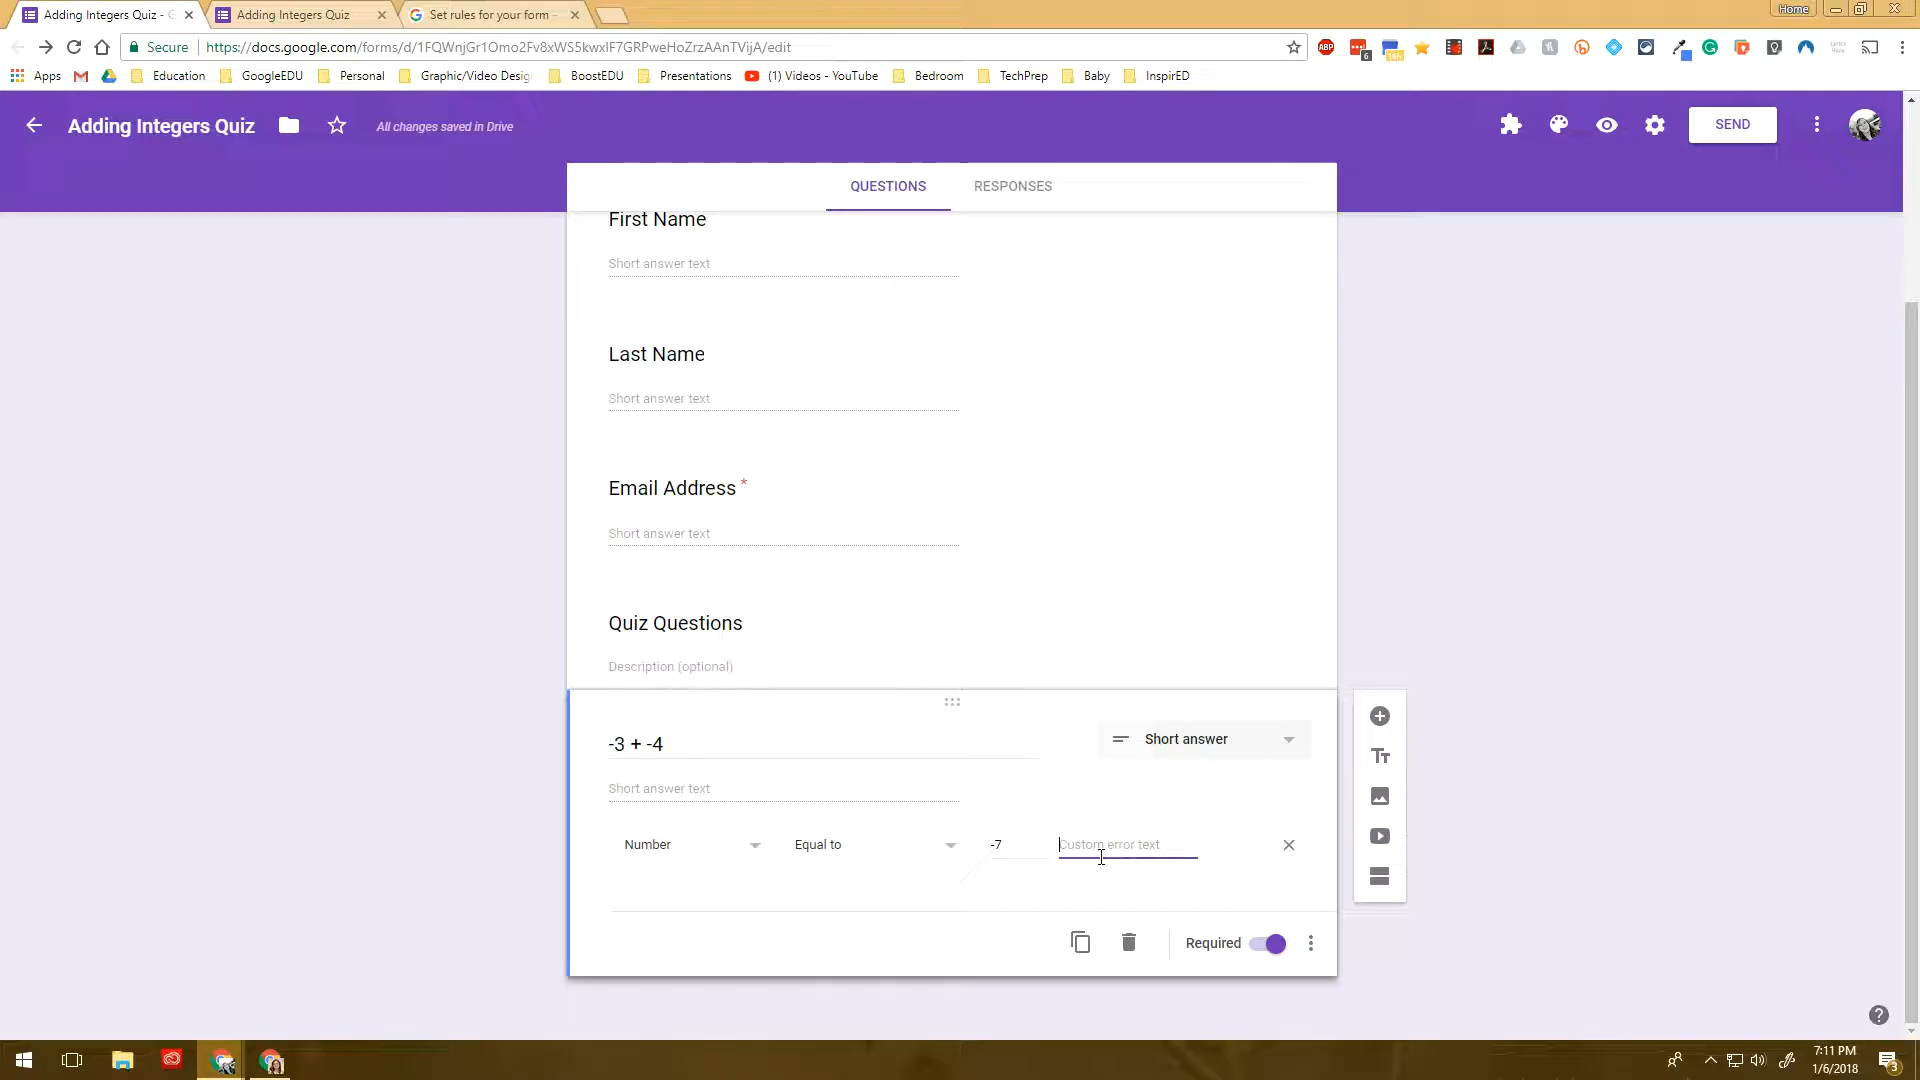 Adding Integers Quiz - G
Adding Integers Quiz
Set rules for your form -
Home
Secure
https://docs.google.com/forms/d/1FQWnjGr1Omo2Fv8xWS5kwxIF7GRPweHoZrzAAnTVijA/edit
ABP
6
Apps
Education
GoogleEDU
Personal
Graphic/Video Desig
BoostEDU
Presentations
(1) Videos - YouTube
Bedroom
TechPrep
Baby
InspirED
Adding Integers Quiz
All changes saved in Drive
SEND
QUESTIONS
RESPONSES
First Name
Short answer text
Last Name
Short answer text
Email Address *
Short answer text
Quiz Questions
Description (optional)
-3 + -4
Short answer
Short answer text
Number
Equal to
-7
Custom error text
Required
7:11 PM
1/6/2018
3